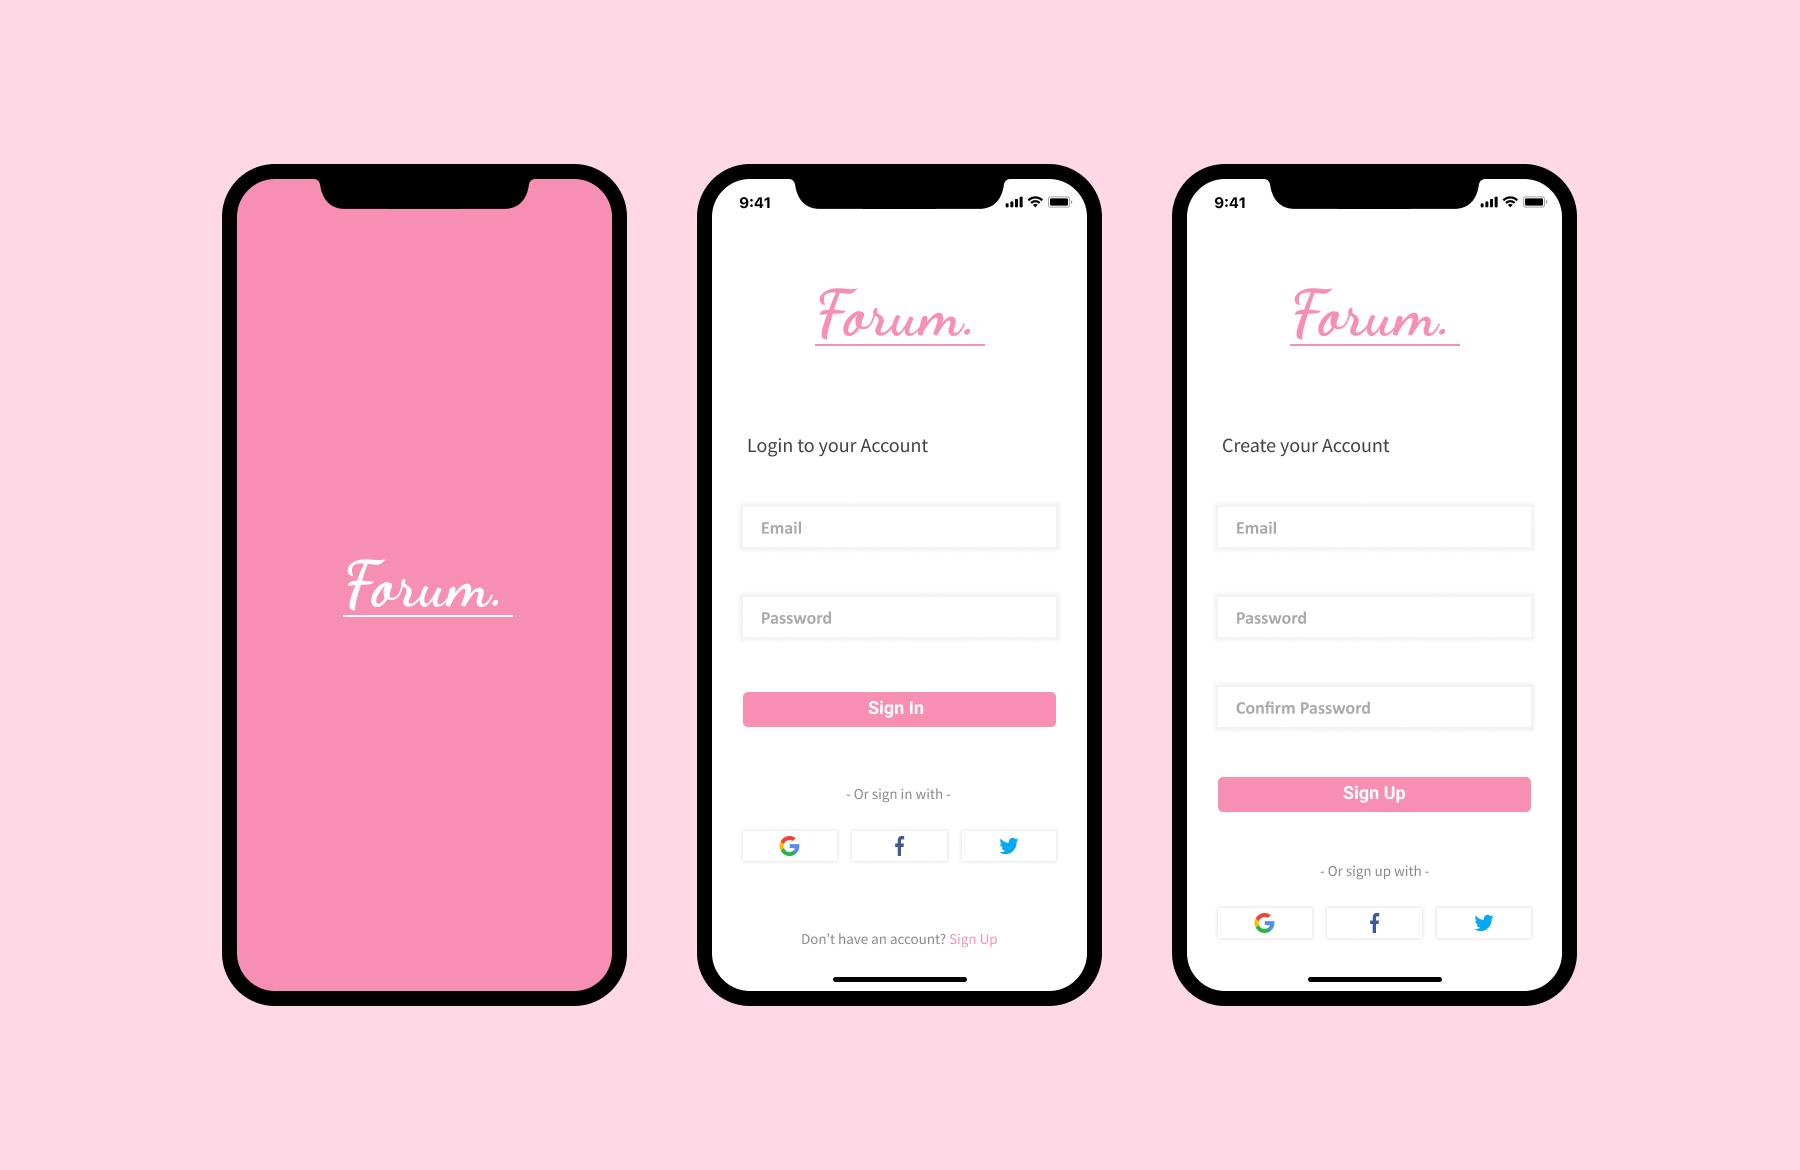 Forum.
9:41
Forum.
Login to your Account
Email
Password
Sign In
- Or sign in with -
Don't have an account? Sign Up
9:41
Forum.
Create your Account
Email
Password
Confirm Password
Sign Up
- Or sign up with -